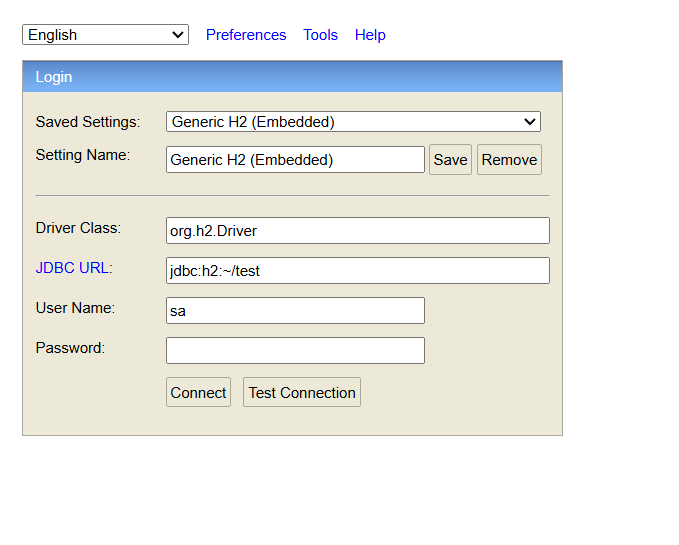 English Preferences Tools Help
Login
Saved Settings: Generic H2 (Embedded)
Setting Name: Generic H2 (Embedded) Save Remove
Driver Class: org.h2.Driver
JDBC URL: jdbc:h2:~/test
User Name: sa
Password:
Connect Test Connection